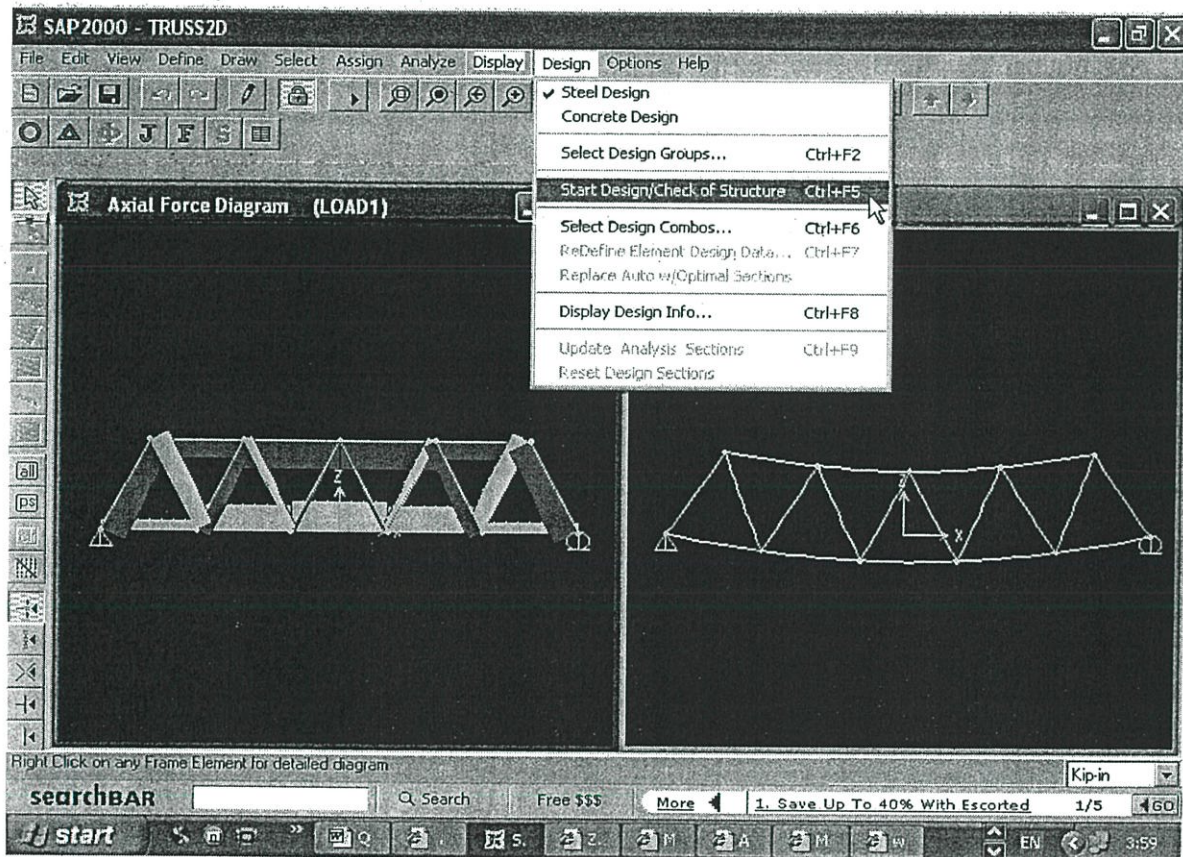 SAP2000 - TRUSS2D
File Edit View Define Draw Select Assign Analyze Display Design Options Help
✓ Steel Design
Concrete Design
Select Design Groups... Ctrl+F2
Start Design/Check of Structure Ctrl+F5
Select Design Combos... Ctrl+F6
ReDefine Element Design Data... Ctrl+F7
Replace Auto w/Optimal Sections
Display Design Info... Ctrl+F8
Update Analysis Sections Ctrl+F9
Reset Design Sections
J F S
Axial Force Diagram (LOAD1)
all
ps
clr
Z
Z
X
Right Click on any Frame Element for detailed diagram
Kip-in
searchBAR Search Free $$$ More 1. Save Up To 40% With Escorted 1/5 GO
start » Q S. Z M A M W EN 3:59